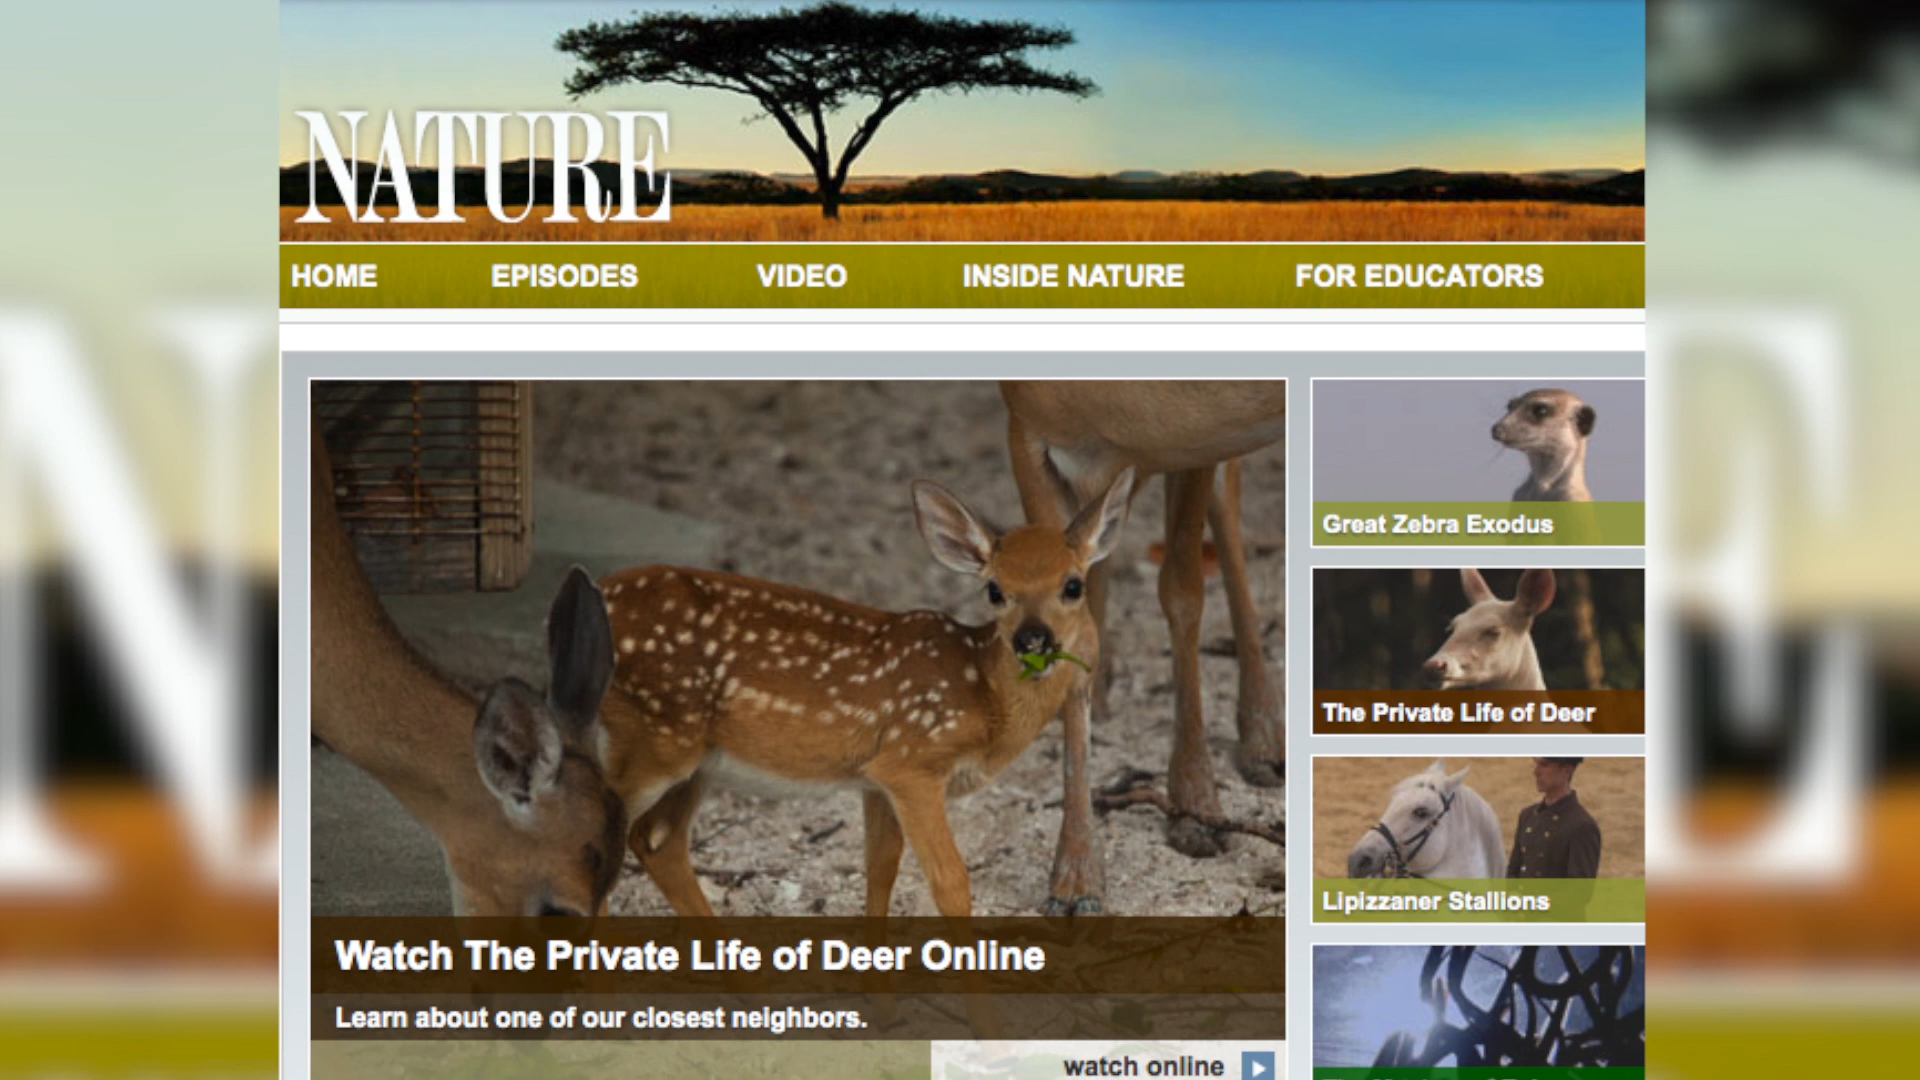 NATURE
HOME EPISODES VIDEO INSIDE NATURE FOR EDUCATORS
Great Zebra Exodus
The Private Life of Deer
Lipizzaner Stallions
Watch The Private Life of Deer Online
Learn about one of our closest neighbors.
watch online